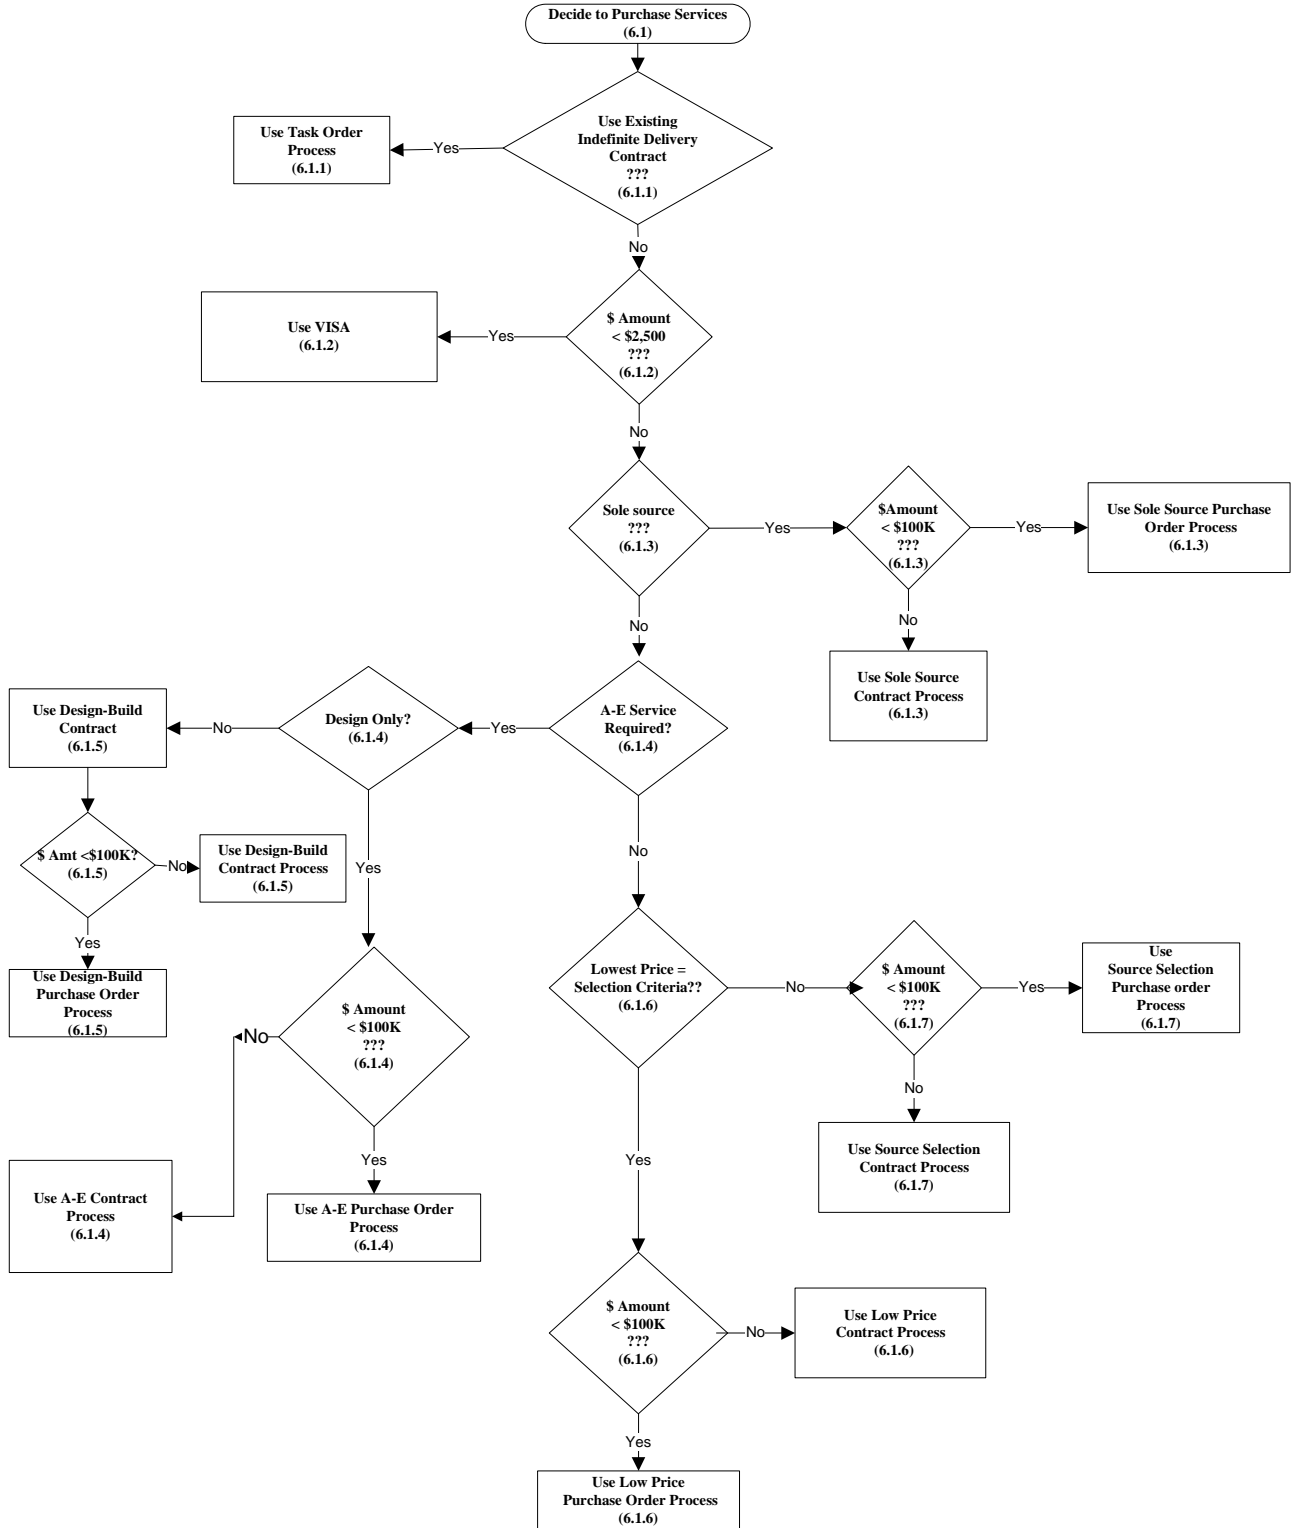 Decide to Purchase Services
(6.1)
Use Existing
Indefinite Delivery
Contract
???
(6.1.1)
Yes
Use Task Order
Process
(6.1.1)
No
$ Amount
< $2,500
???
(6.1.2)
Yes
Use VISA
(6.1.2)
No
Sole source
???
(6.1.3)
Yes
$Amount
< $100K
???
(6.1.3)
Yes
Use Sole Source Purchase
Order Process
(6.1.3)
No
Use Sole Source
Contract Process
(6.1.3)
No
A-E Service
Required?
(6.1.4)
Yes
Design Only?
(6.1.4)
No
Use Design-Build
Contract
(6.1.5)
$ Amt <$100K?
(6.1.5)
No
Use Design-Build
Contract Process
(6.1.5)
Yes
Use Design-Build
Purchase Order
Process
(6.1.5)
Yes
$ Amount
< $100K
???
(6.1.4)
No
Use A-E Contract
Process
(6.1.4)
Yes
Use A-E Purchase Order
Process
(6.1.4)
No
Lowest Price =
Selection Criteria??
(6.1.6)
No
$ Amount
< $100K
???
(6.1.7)
Yes
Use
Source Selection
Purchase order
Process
(6.1.7)
No
Use Source Selection
Contract Process
(6.1.7)
Yes
$ Amount
< $100K
???
(6.1.6)
No
Use Low Price
Contract Process
(6.1.6)
Yes
Use Low Price
Purchase Order Process
(6.1.6)